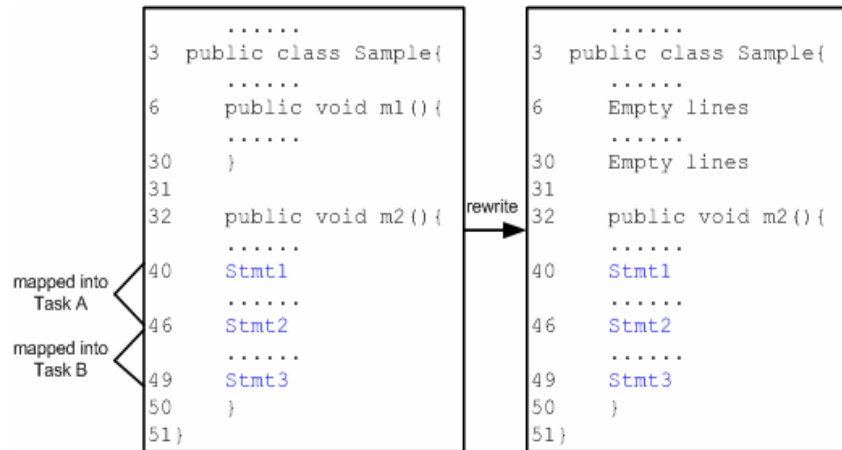 ......
3 public class Sample{
......
6 public void m1(){
......
30 }
31
32 public void m2(){
......
40 Stmt1
......
46 Stmt2
......
49 Stmt3
50 }
51}
mapped into
Task A
mapped into
Task B
rewrite
......
3 public class Sample{
......
6 Empty lines
......
30 Empty lines
31
32 public void m2(){
......
40 Stmt1
......
46 Stmt2
......
49 Stmt3
50 }
51}